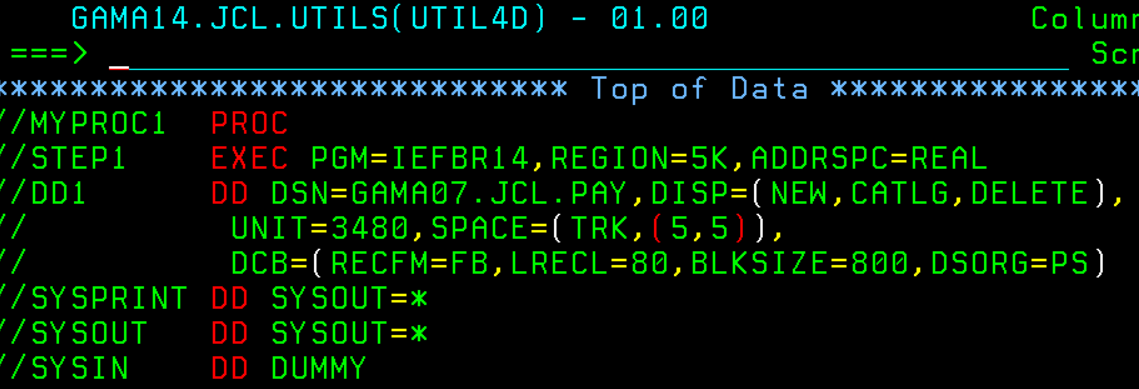 GAMA14.JCL.UTILS(UTIL4D) - 01.00 Column
===> Scr
***************************** Top of Data ****************
//MYPROC1 PROC
//STEP1 EXEC PGM=IEFBR14,REGION=5K,ADDRSPC=REAL
//DD1 DD DSN=GAMA07.JCL.PAY,DISP=(NEW,CATLG,DELETE),
// UNIT=3480,SPACE=(TRK,(5,5)),
// DCB=(RECFM=FB,LRECL=80,BLKSIZE=800,DSORG=PS)
//SYSPRINT DD SYSOUT=*
//SYSOUT DD SYSOUT=*
//SYSIN DD DUMMY